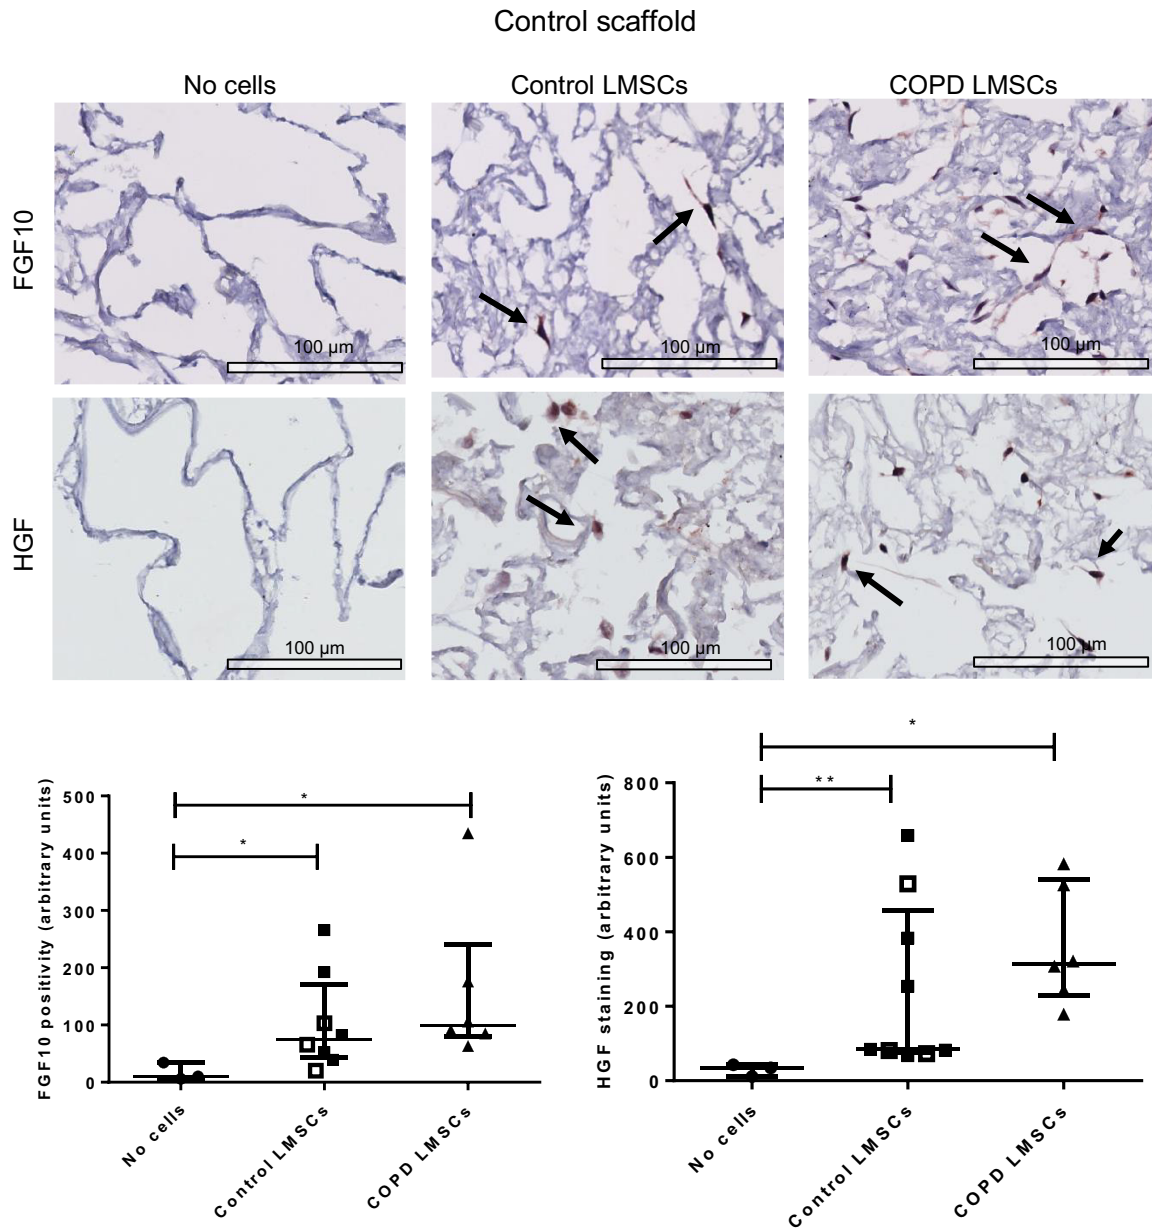 Control scaffold
No cells
Control LMSCs
COPD LMSCs
FGF10
100 µm
100 µm
100 µm
HGF
100 µm
100 µm
100 µm
FGF10 positivity (arbitrary units)
500
400
300
200
100
0
*
*
No cells
Control LMSCs
COPD LMSCs
HGF staining (arbitrary units)
800
600
400
200
0
*
**
No cells
Control LMSCs
COPD LMSCs